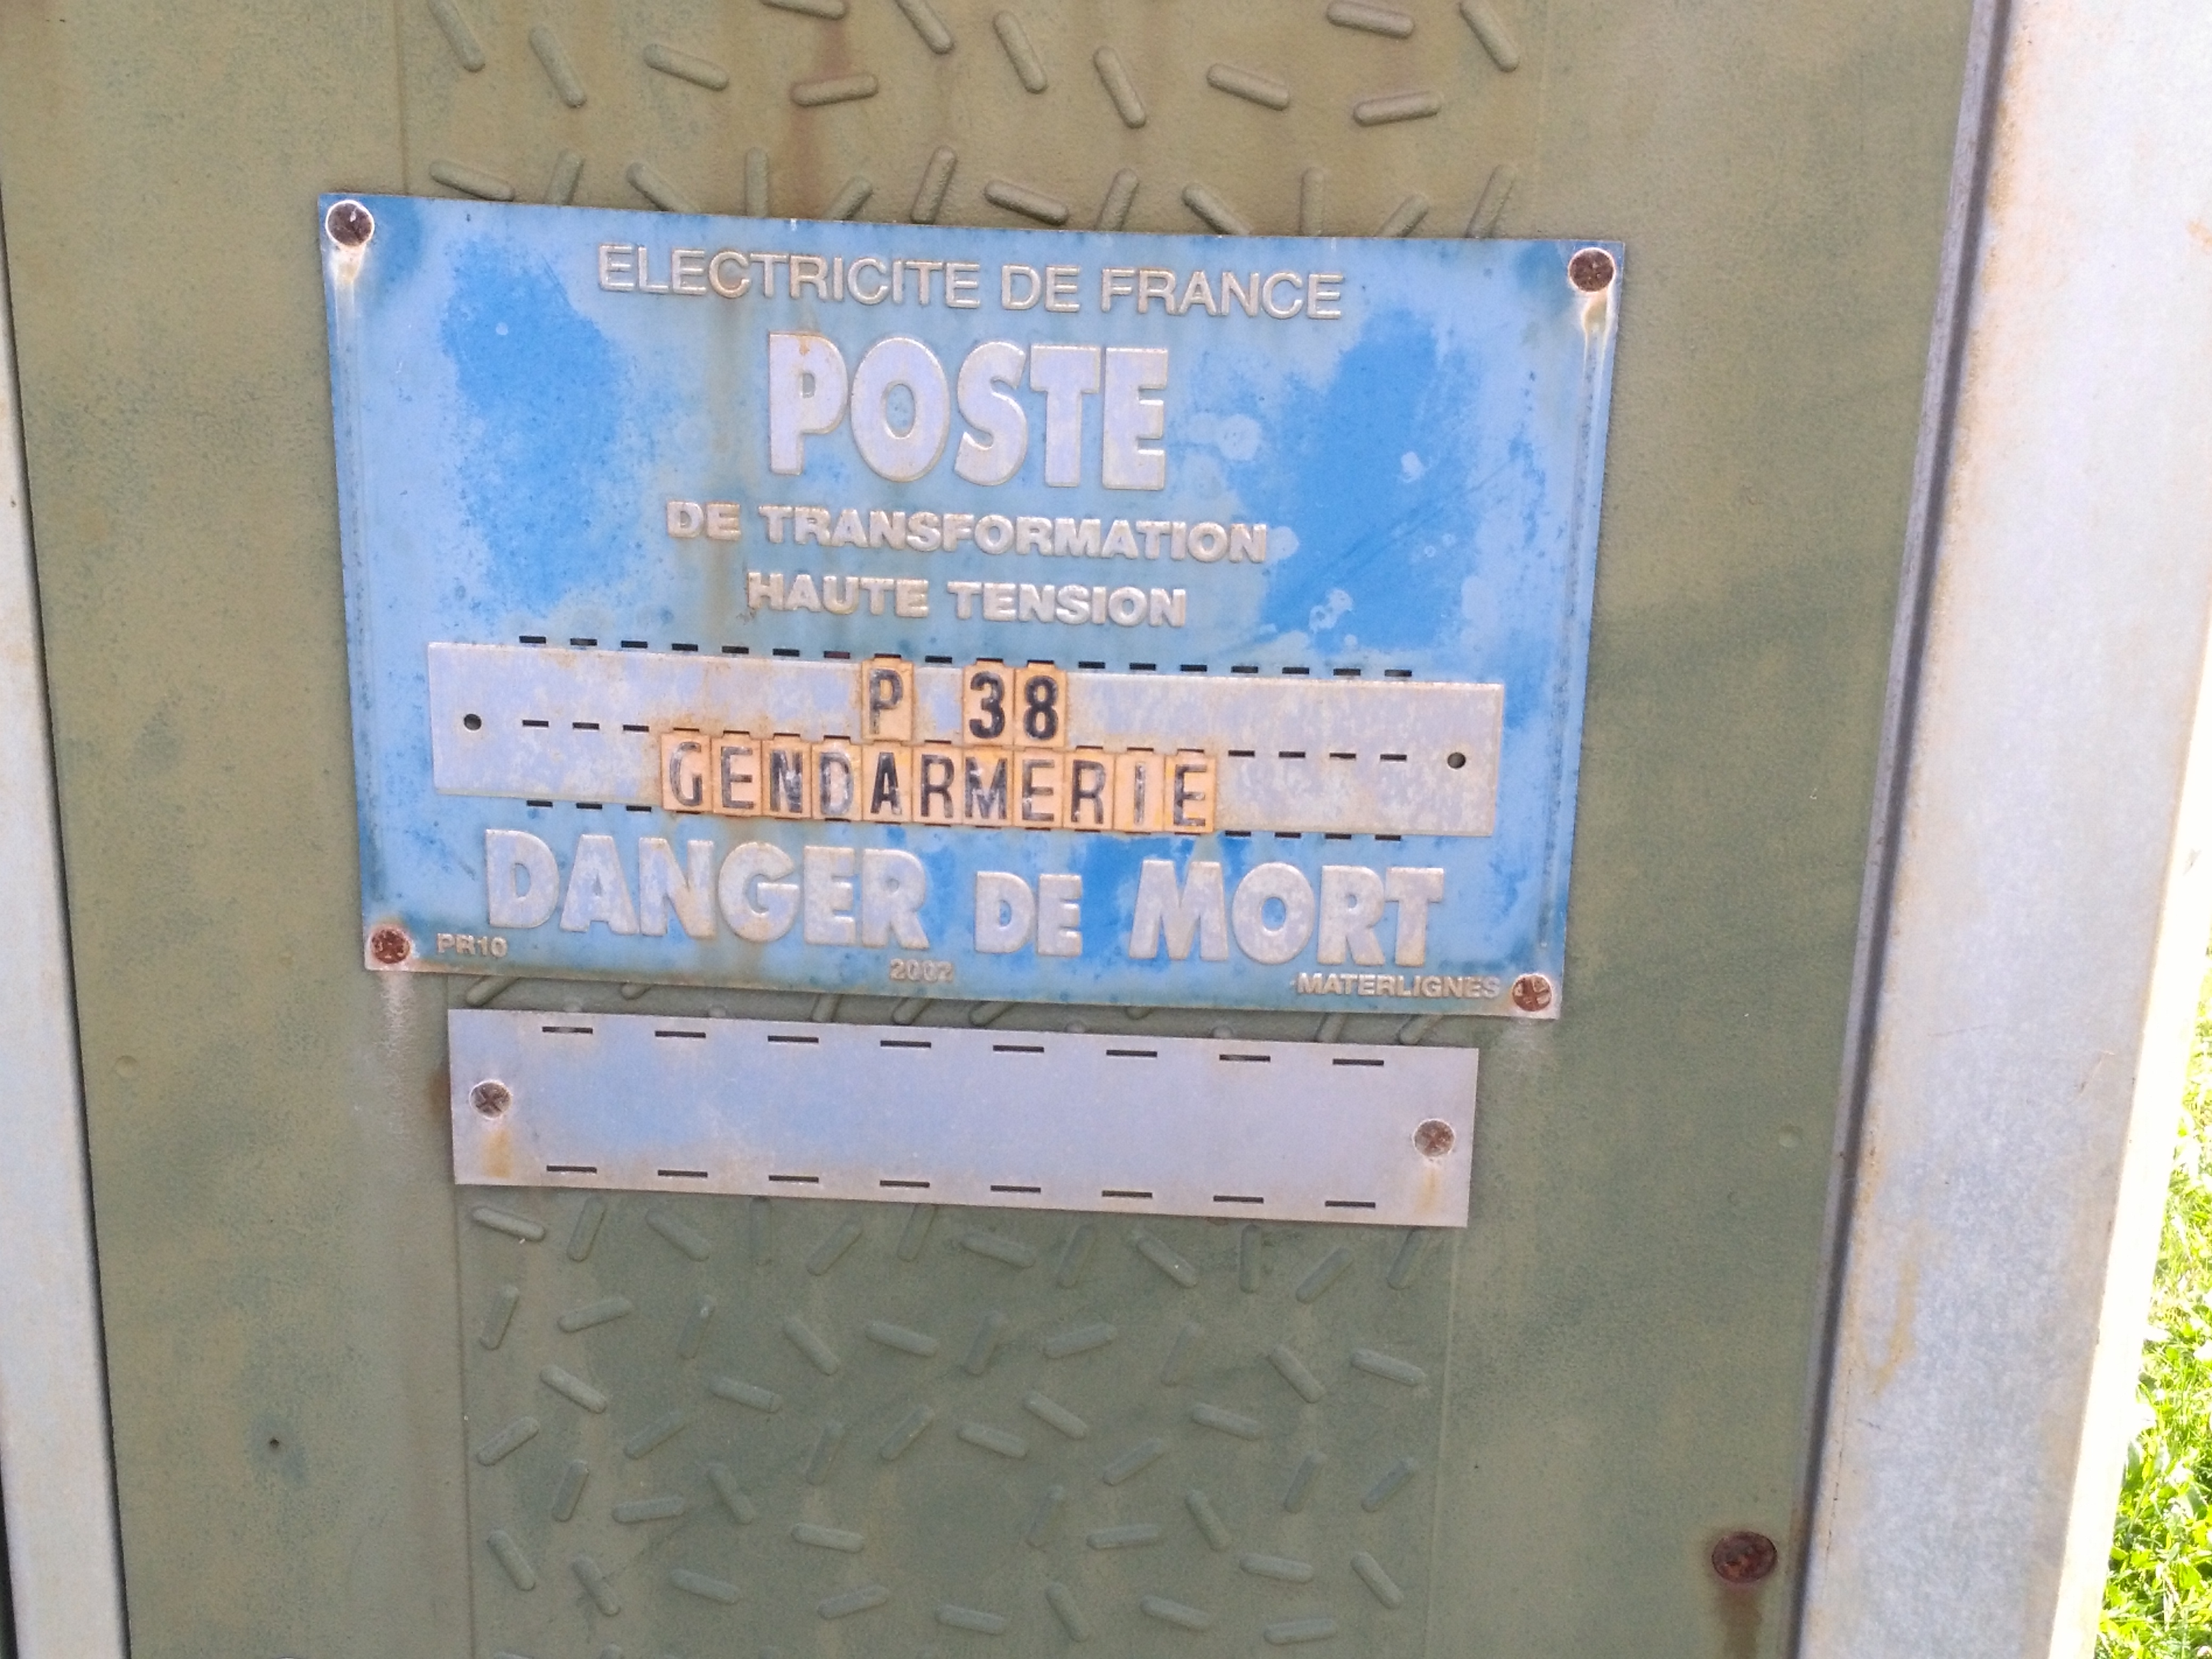 ELECTRICITE DE FRANCE
POSTE
DE TRANSFORMATION
HAUTE TENSION
P 38
GENDARMERIE
DANGER DE MORT
PR10
2002
MATERLIGNES